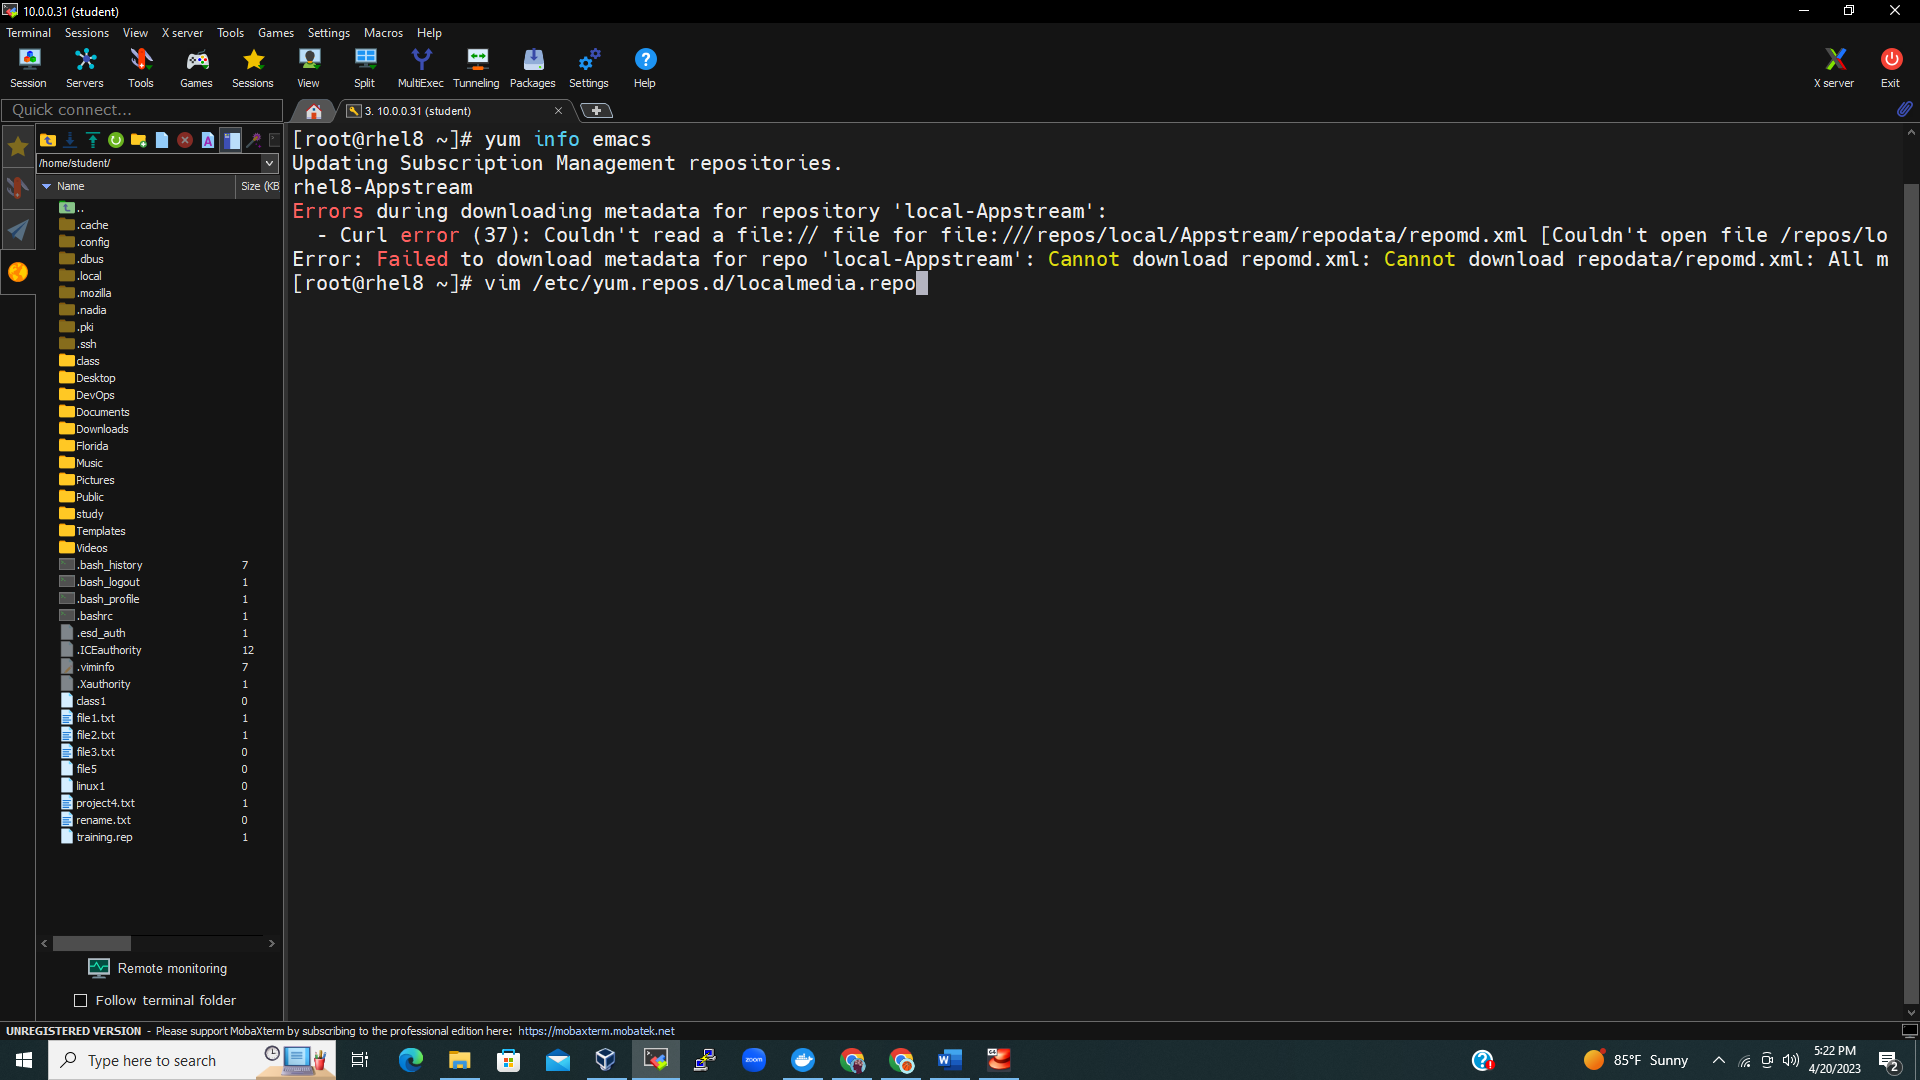 10.0.0.31 (student)
Terminal Sessions View X server Tools Games Settings Macros Help
Session Servers Tools Games Sessions View Split MultiExec Tunneling Packages Settings Help X server Exit
Quick connect...
3. 10.0.0.31 (student)
/home/student/
Name Size (KB
..
.cache
.config
.dbus
.local
.mozilla
.nadia
.pki
.ssh
class
Desktop
DevOps
Documents
Downloads
Florida
Music
Pictures
Public
study
Templates
Videos
.bash_history 7
.bash_logout 1
.bash_profile 1
.bashrc 1
.esd_auth 1
.ICEauthority 12
.viminfo 7
.Xauthority 1
class1 0
file1.txt 1
file2.txt 1
file3.txt 0
file5 0
linux1 0
project4.txt 1
rename.txt 0
training.rep 1
Remote monitoring
Follow terminal folder
[root@rhel8 ~]# yum info emacs
Updating Subscription Management repositories.
rhel8-Appstream
Errors during downloading metadata for repository 'local-Appstream':
- Curl error (37): Couldn't read a file:// file for file:///repos/local/Appstream/repodata/repomd.xml [Couldn't open file /repos/lo
Error: Failed to download metadata for repo 'local-Appstream': Cannot download repomd.xml: Cannot download repodata/repomd.xml: All m
[root@rhel8 ~]# vim /etc/yum.repos.d/localmedia.repo
UNREGISTERED VERSION - Please support MobaXterm by subscribing to the professional edition here: https://mobaxterm.mobatek.net
Type here to search
zoom
85°F Sunny
5:22 PM
4/20/2023
2